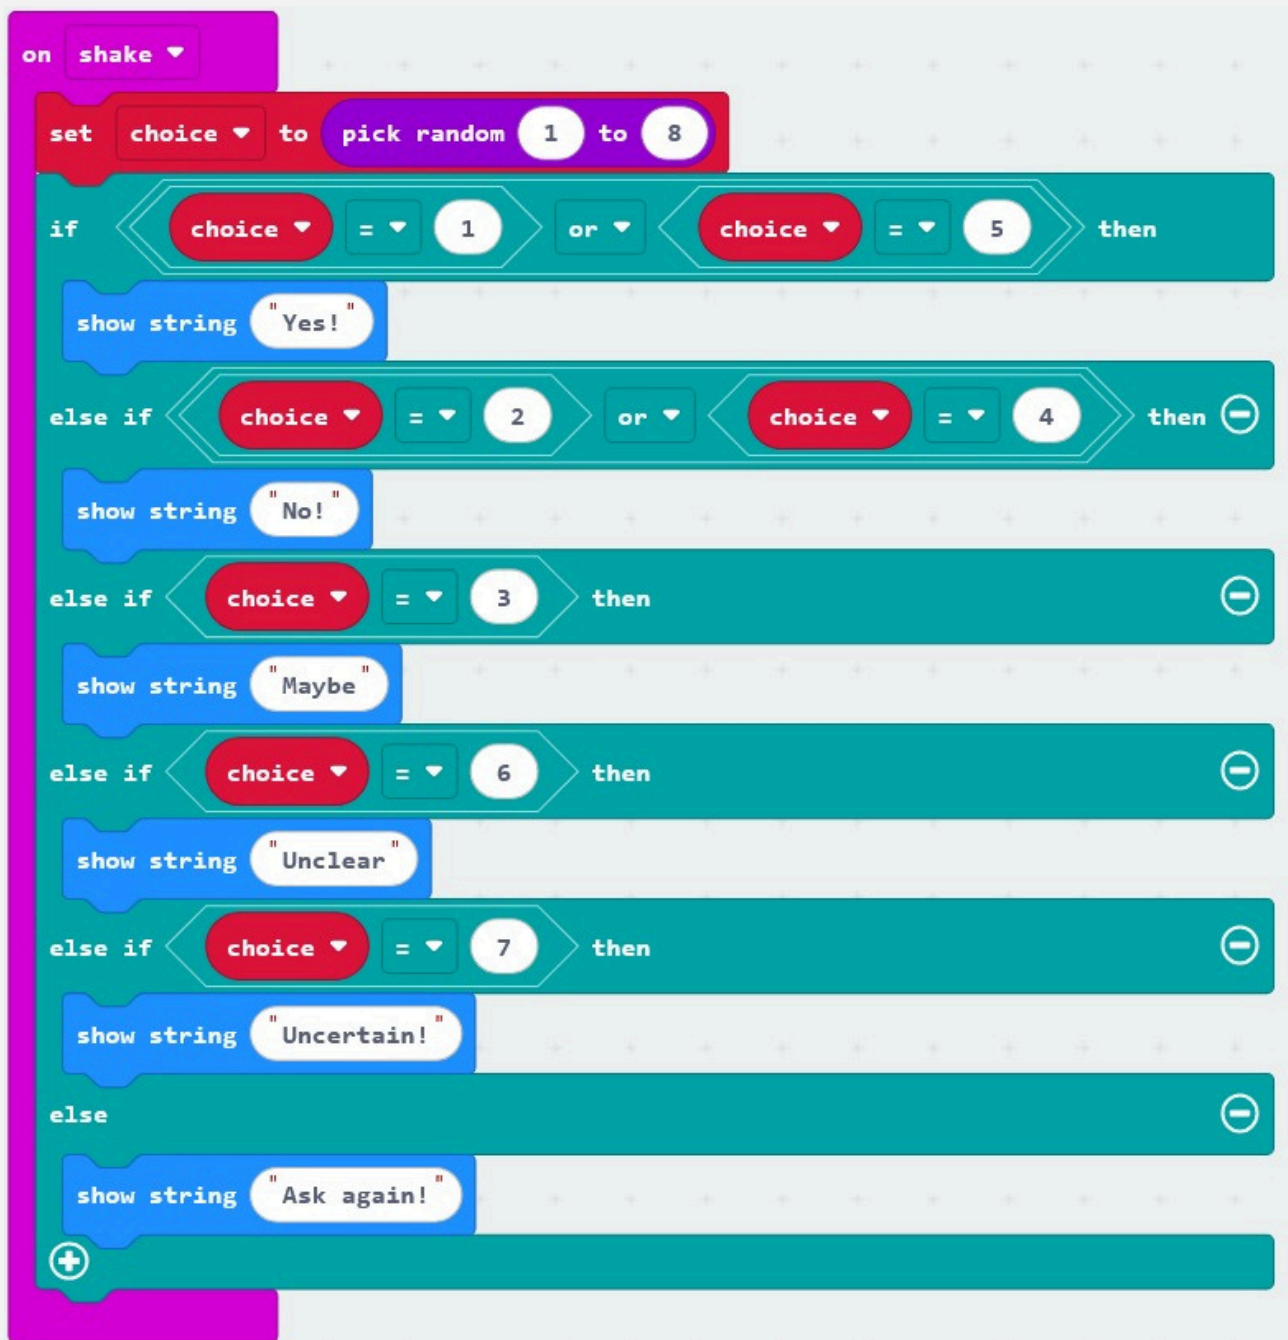 on shake
set choice to pick random 1 to 8
if choice = 1 or choice = 5 then
show string "Yes!"
else if choice = 2 or choice = 4 then
show string "No!"
else if choice = 3 then
show string "Maybe"
else if choice = 6 then
show string "Unclear"
else if choice = 7 then
show string "Uncertain!"
else
show string "Ask again!"